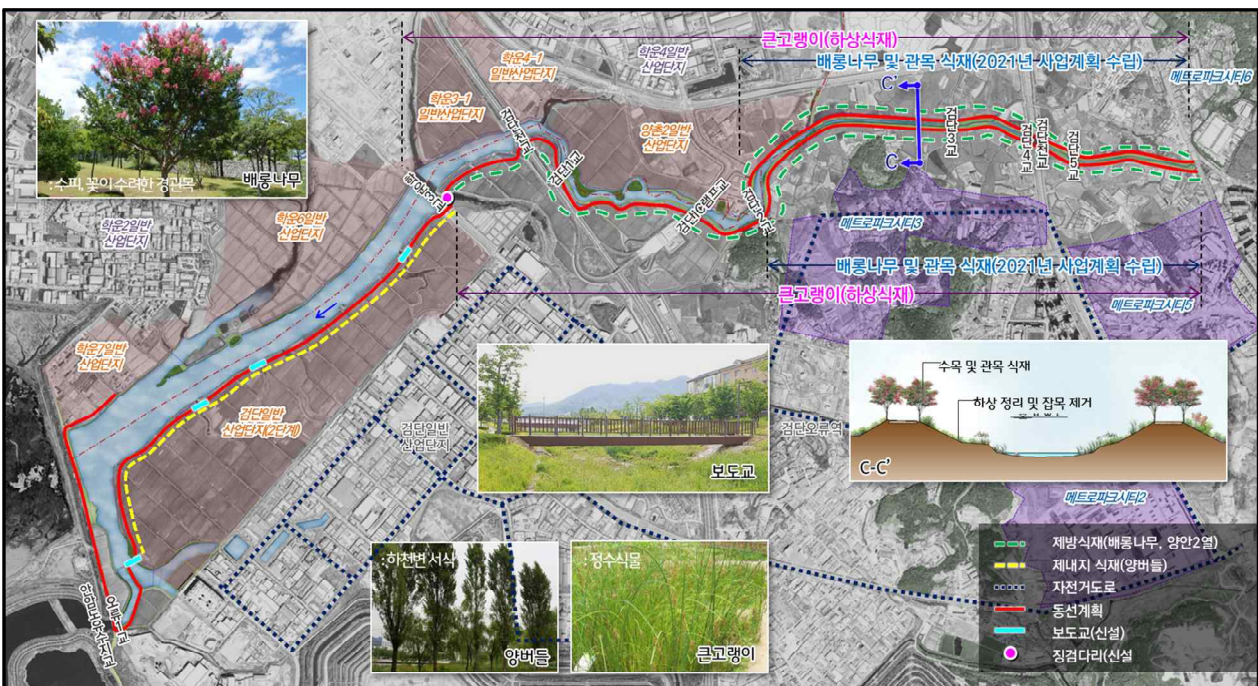 큰고랭이(하상식재)
배롱나무 및 관목 식재(2021년 사업계획 수립)
메트로파크시티6
학운4-1
일반산업단지
학운4일반
산업단지
학운3-1
일반산업단지
양촌2일반
산업단지
C'
C
검단3교
검단4교
검단천교
검단5교
검단1교
검단2교
: 수피, 꽃이 수려한 경관목
배롱나무
학운2일반
산업단지
학운6일반
산업단지
메트로파크시티3
배롱나무 및 관목 식재(2021년 사업계획 수립)
큰고랭이(하상식재)
메트로파크시티5
학운7일반
산업단지
검단일반
산업단지(2단계)
검단일반
산업단지
보도교
검단오류역
수목 및 관목 식재
하상 정리 및 잡목 제거
C-C'
메트로파크시티2
: 하천변 서식
양버들
: 정수식물
큰고랭이
제방식재(배롱나무, 양안2열)
제내지 식재(양버들)
자전거도로
동선계획
보도교(신설)
징검다리(신설